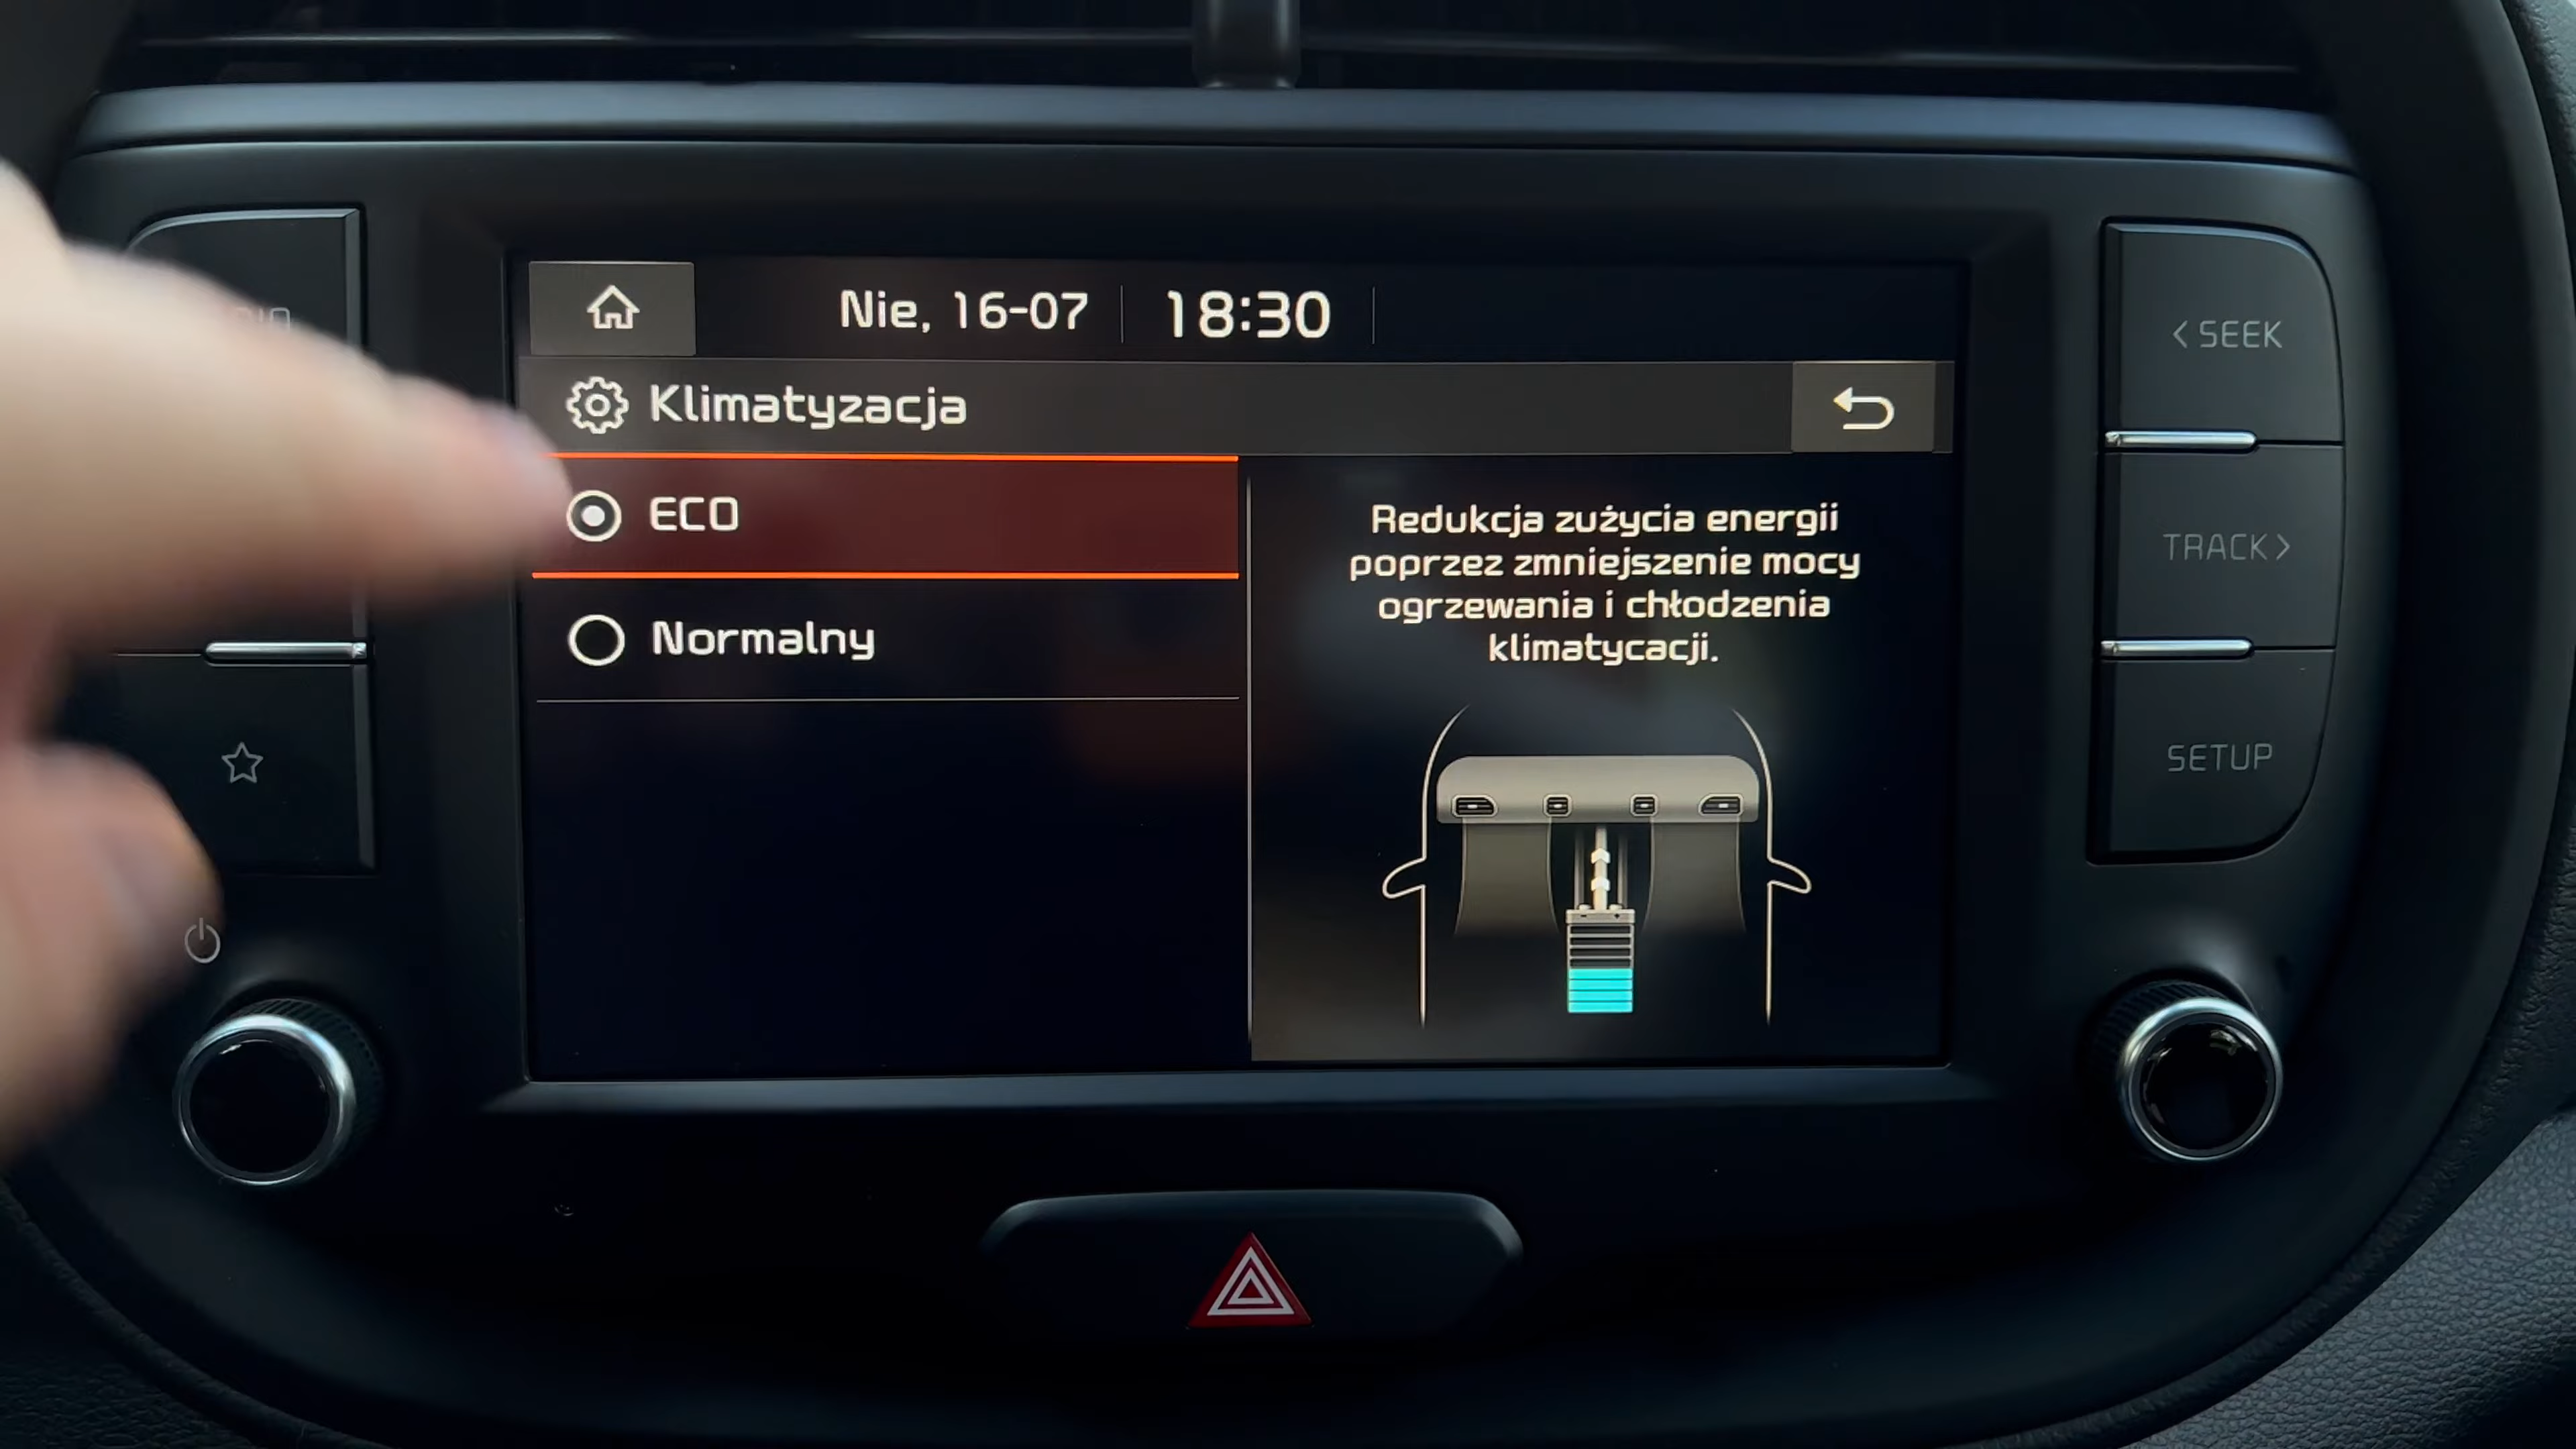 Nie, 16-07
18:30
Klimatyzacja
ECO
Normalny
Redukcja zużycia energii
poprzez zmniejszenie mocy
ogrzewania i chłodzenia
klimatycacji.
< SEEK
TRACK >
SETUP